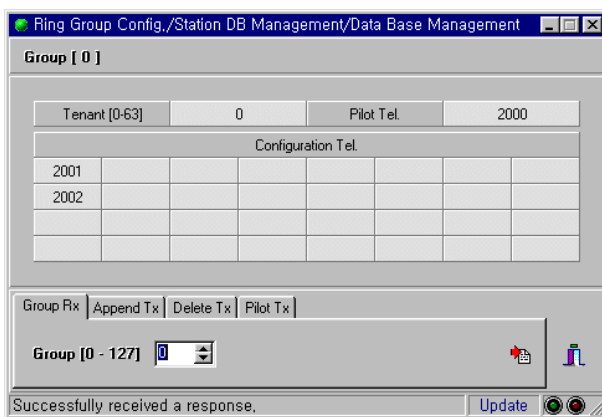 Ring Group Config,/Station DB Management/Data Base Management
Group [ 0 ]
Tenant [0-63] 0 Pilot Tel. 2000
Configuration Tel.
2001
2002
Group Rx Append Tx Delete Tx Pilot Tx
Group [0 - 127] 0
Successfully received a response, Update